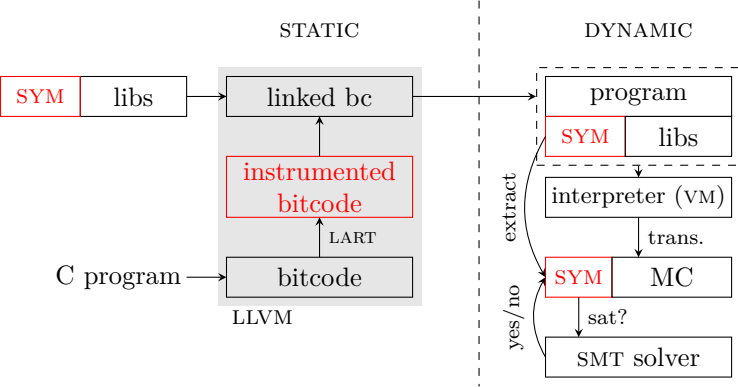 STATIC
DYNAMIC
SYM libs
linked bc
program
SYM libs
instrumented
bitcode
interpreter (VM)
extract
LART
trans.
C program
bitcode
SYM MC
LLVM
yes/no
sat?
SMT solver